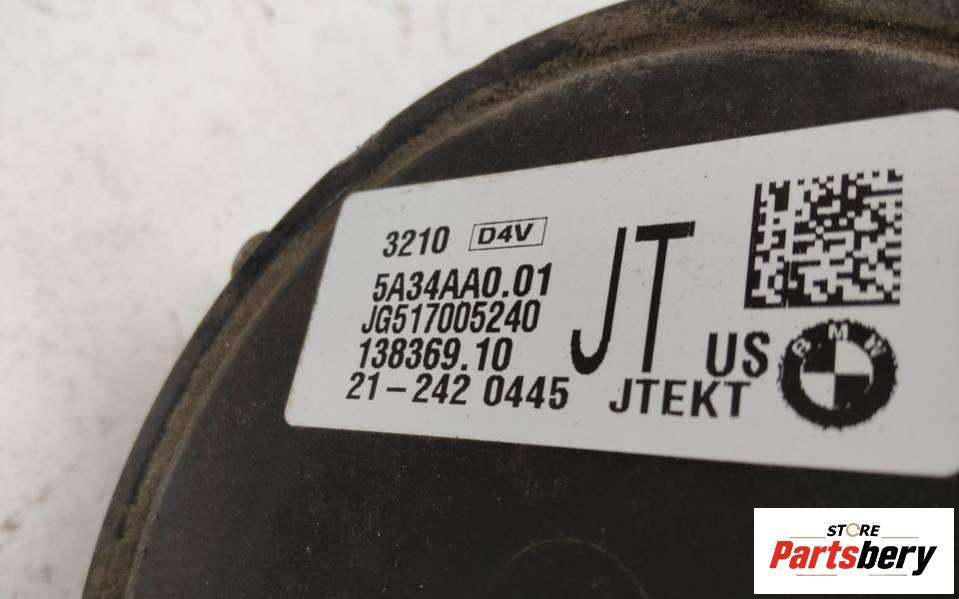 3210 D4V
5A34AA0.01
JG517005240
138369.10
21-242 0445
JT
US
JTEKT
BMW
STORE
Partsbery